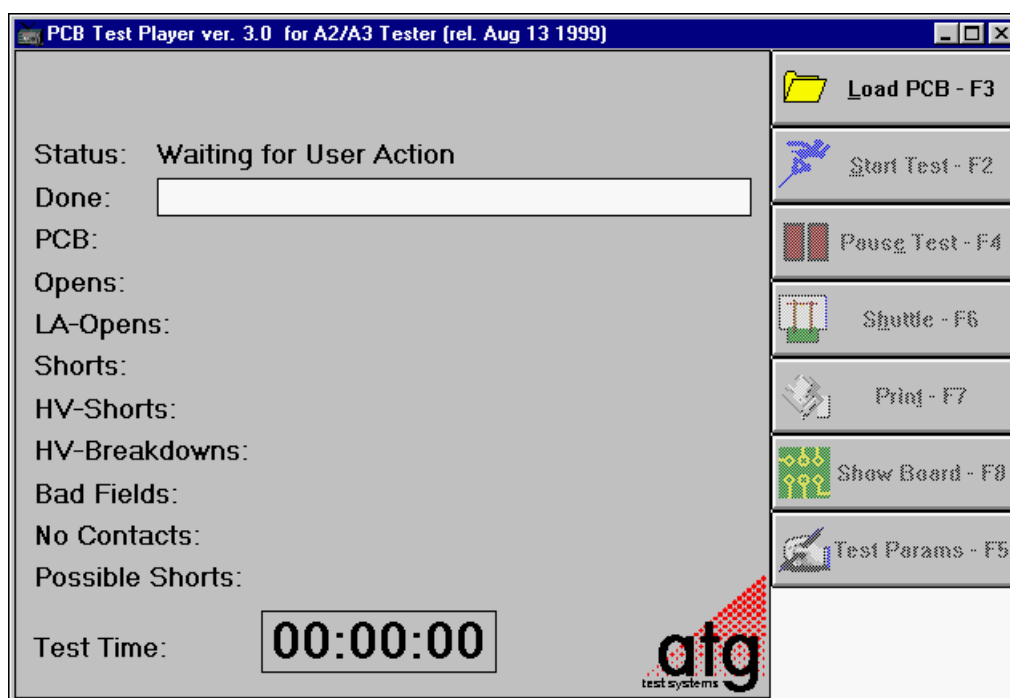 PCB Test Player ver. 3.0 for A2/A3 Tester (rel. Aug 13 1999)
Load PCB - F3
Status: Waiting for User Action
Start Test - F2
Done:
PCB:
Pause Test - F4
Opens:
LA-Opens:
Shuttle - F6
Shorts:
HV-Shorts:
Print - F7
HV-Breakdowns:
Show Board - F8
Bad Fields:
No Contacts:
Test Params - F5
Possible Shorts:
Test Time: 00:00:00
atg
test systems